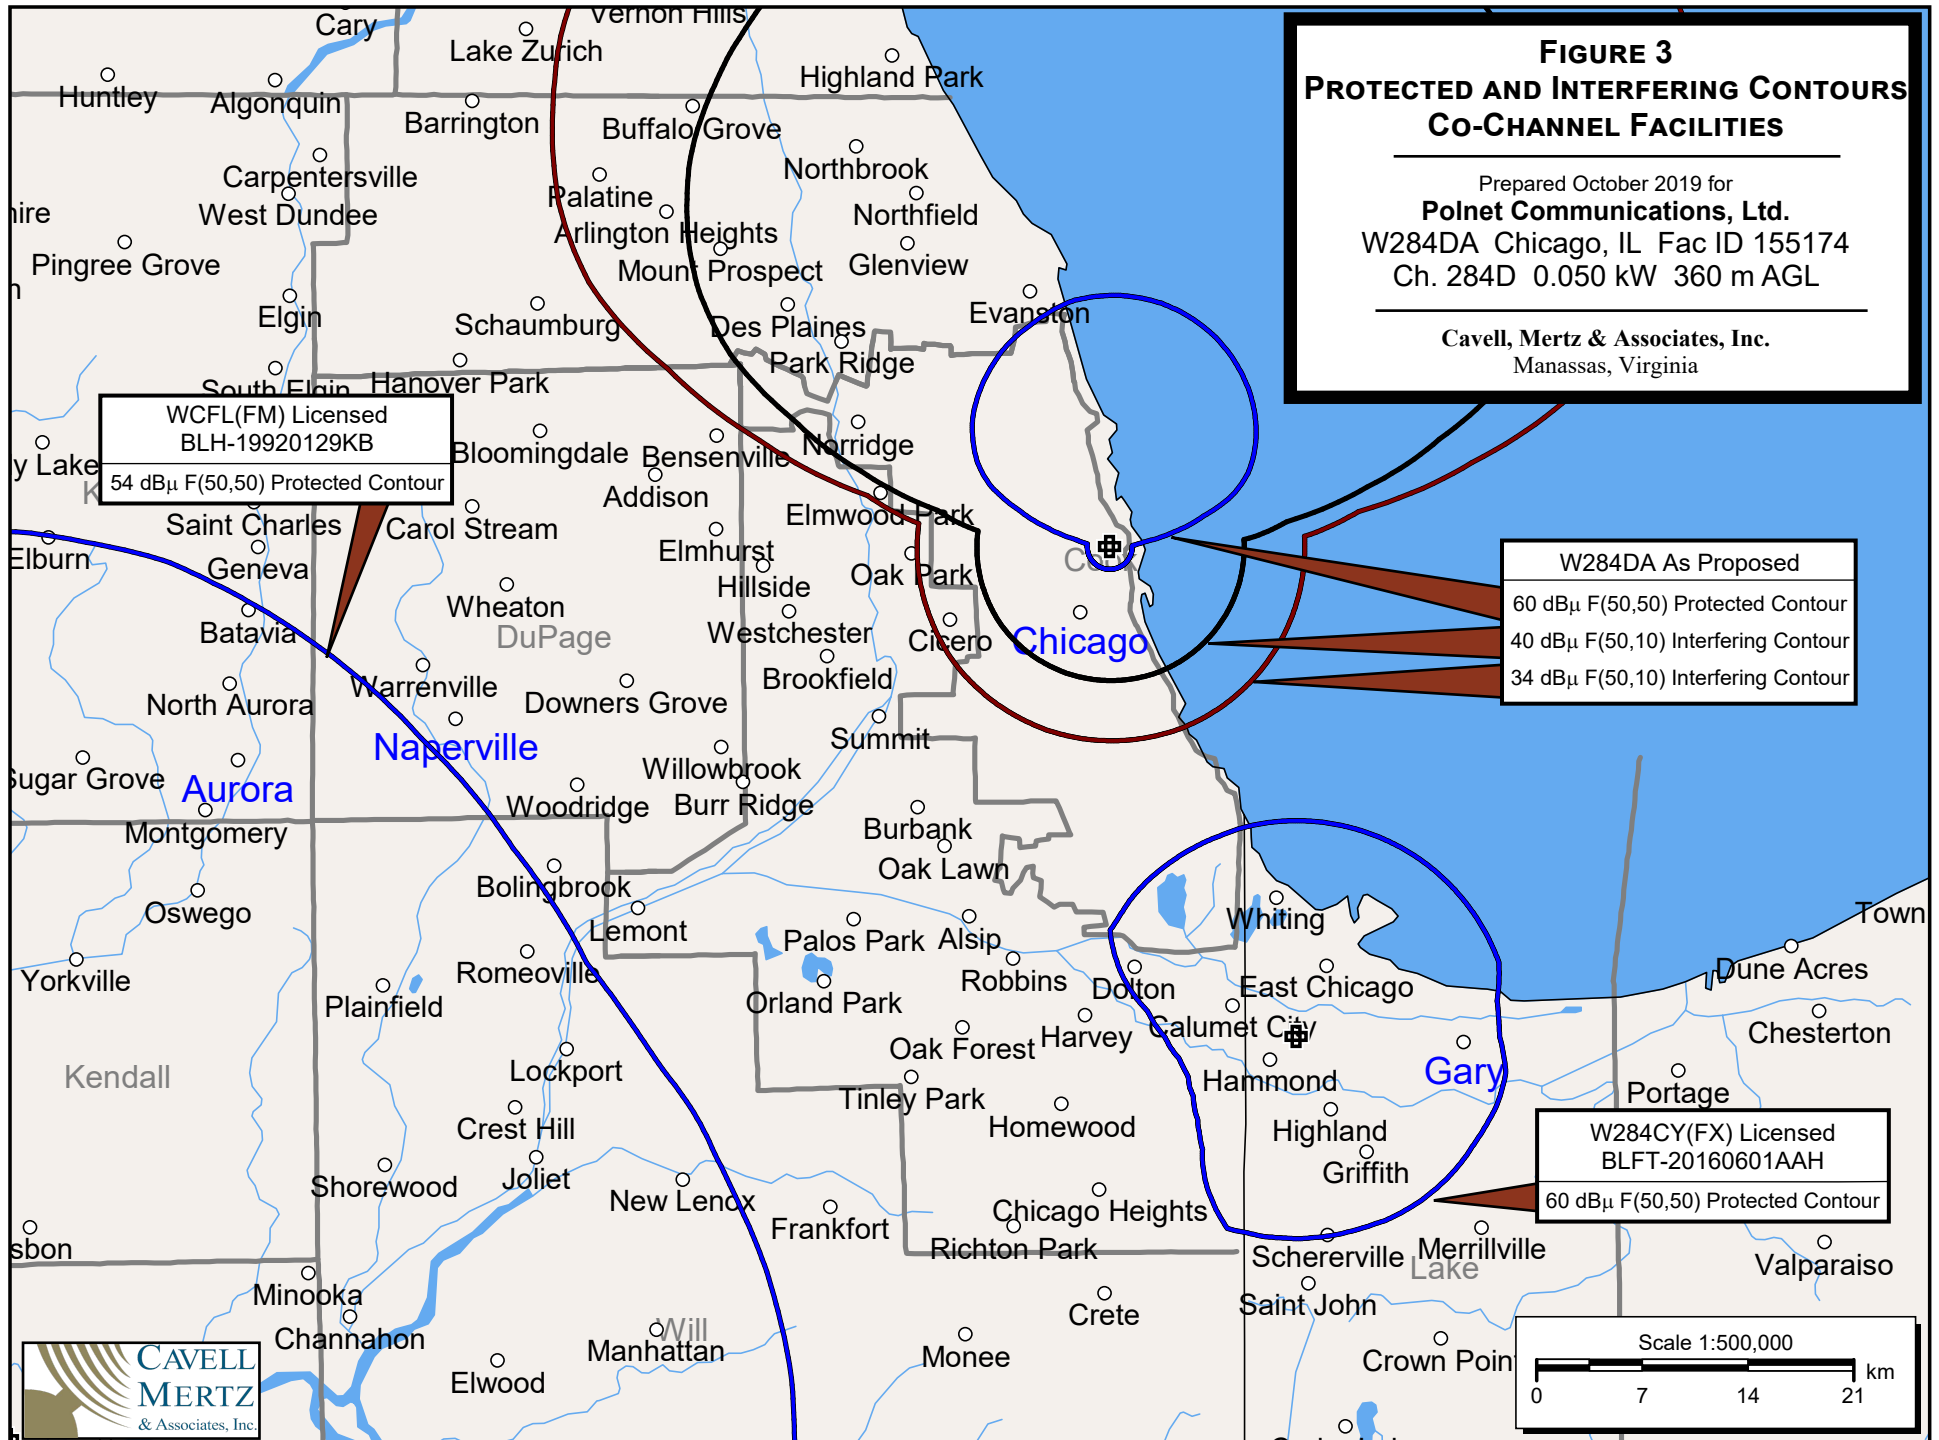 FIGURE 3
PROTECTED AND INTERFERING CONTOURS
CO-CHANNEL FACILITIES
Prepared October 2019 for
Polnet Communications, Ltd.
W284DA Chicago, IL Fac ID 155174
Ch. 284D 0.050 kW 360 m AGL
Cavell, Mertz & Associates, Inc.
Manassas, Virginia
Cary
Vernon Hills
Lake Zurich
Highland Park
Huntley
Algonquin
Barrington
Buffalo Grove
Northbrook
Carpentersville
Palatine
West Dundee
Northfield
Arlington Heights
Pingree Grove
Mount Prospect
Glenview
Elgin
Schaumburg
Des Plaines
Evanston
Park Ridge
South Elgin
Hanover Park
WCFL(FM) Licensed
BLH-19920129KB
54 dBµ F(50,50) Protected Contour
y Lake
Bloomingdale
Bensenville
Norridge
Addison
Saint Charles
Carol Stream
Elmwood Park
Elburn
Geneva
Elmhurst
Hillside
Oak Park
Cook
W284DA As Proposed
60 dBµ F(50,50) Protected Contour
40 dBµ F(50,10) Interfering Contour
34 dBµ F(50,10) Interfering Contour
Wheaton
DuPage
Batavia
Westchester
Cicero
Chicago
Warrenville
Brookfield
North Aurora
Downers Grove
Naperville
Summit
Sugar Grove
Aurora
Willowbrook
Woodridge
Burr Ridge
Montgomery
Burbank
Oak Lawn
Bolingbrook
Oswego
Lemont
Whiting
Town
Palos Park
Alsip
Yorkville
Romeoville
Robbins
Dolton
East Chicago
Dune Acres
Plainfield
Orland Park
Calumet City
Harvey
Chesterton
Oak Forest
Kendall
Lockport
Hammond
Gary
Tinley Park
Portage
Crest Hill
Homewood
Highland
Griffith
W284CY(FX) Licensed
BLFT-20160601AAH
60 dBµ F(50,50) Protected Contour
Shorewood
Joliet
New Lenox
Chicago Heights
Frankfort
Richton Park
sbon
Schererville
Merrillville
Lake
Valparaiso
Minooka
Saint John
Crete
Channahon
Will
Manhattan
Monee
Crown Poin
Elwood
Scale 1:500,000
km
0 7 14 21
CAVELL
MERTZ
& Associates, Inc.